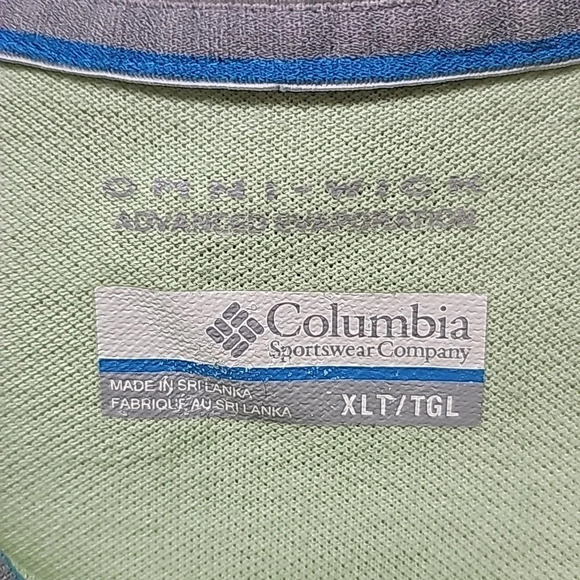 OMNI-WICK
ADVANCED EVAPORATION
Columbia
Sportswear Company
MADE IN SRI LANKA
FABRIQUE AU SRI LANKA
XLT/TGL